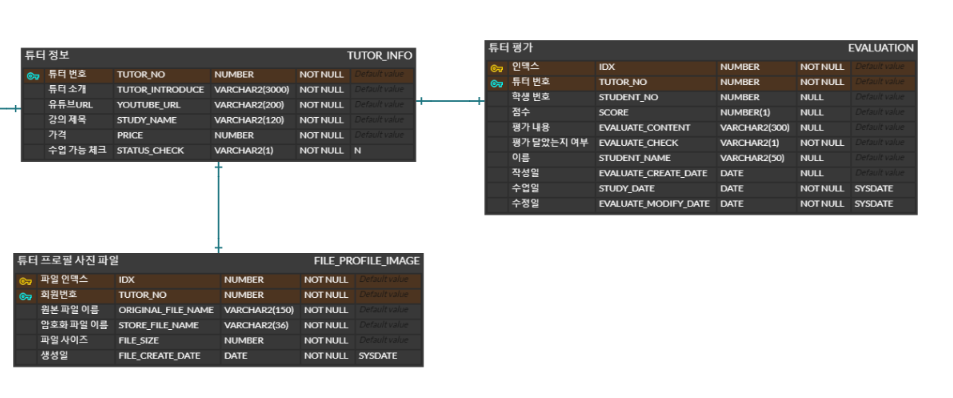 튜터 정보 TUTOR_INFO
튜터 번호 TUTOR_NO NUMBER NOT NULL Default value
튜터 소개 TUTOR_INTRODUCE VARCHAR2(3000) NOT NULL Default value
유튜브URL YOUTUBE_URL VARCHAR2(200) NOT NULL Default value
강의 제목 STUDY_NAME VARCHAR2(120) NOT NULL Default value
가격 PRICE NUMBER NOT NULL Default value
수업 가능 체크 STATUS_CHECK VARCHAR2(1) NOT NULL N
튜터 평가 EVALUATION
인덱스 IDX NUMBER NOT NULL Default value
튜터 번호 TUTOR_NO NUMBER NOT NULL Default value
학생 번호 STUDENT_NO NUMBER NULL Default value
점수 SCORE NUMBER(1) NULL Default value
평가 내용 EVALUATE_CONTENT VARCHAR2(300) NULL Default value
평가 달았는지 여부 EVALUATE_CHECK VARCHAR2(1) NOT NULL Default value
이름 STUDENT_NAME VARCHAR2(50) NULL Default value
작성일 EVALUATE_CREATE_DATE DATE NULL Default value
수업일 STUDY_DATE DATE NOT NULL SYSDATE
수정일 EVALUATE_MODIFY_DATE DATE NOT NULL SYSDATE
튜터 프로필 사진 파일 FILE_PROFILE_IMAGE
파일 인덱스 IDX NUMBER NOT NULL Default value
회원번호 TUTOR_NO NUMBER NOT NULL Default value
원본 파일 이름 ORIGINAL_FILE_NAME VARCHAR2(150) NOT NULL Default value
암호화 파일 이름 STORE_FILE_NAME VARCHAR2(36) NOT NULL Default value
파일 사이즈 FILE_SIZE NUMBER NOT NULL Default value
생성일 FILE_CREATE_DATE DATE NOT NULL SYSDATE